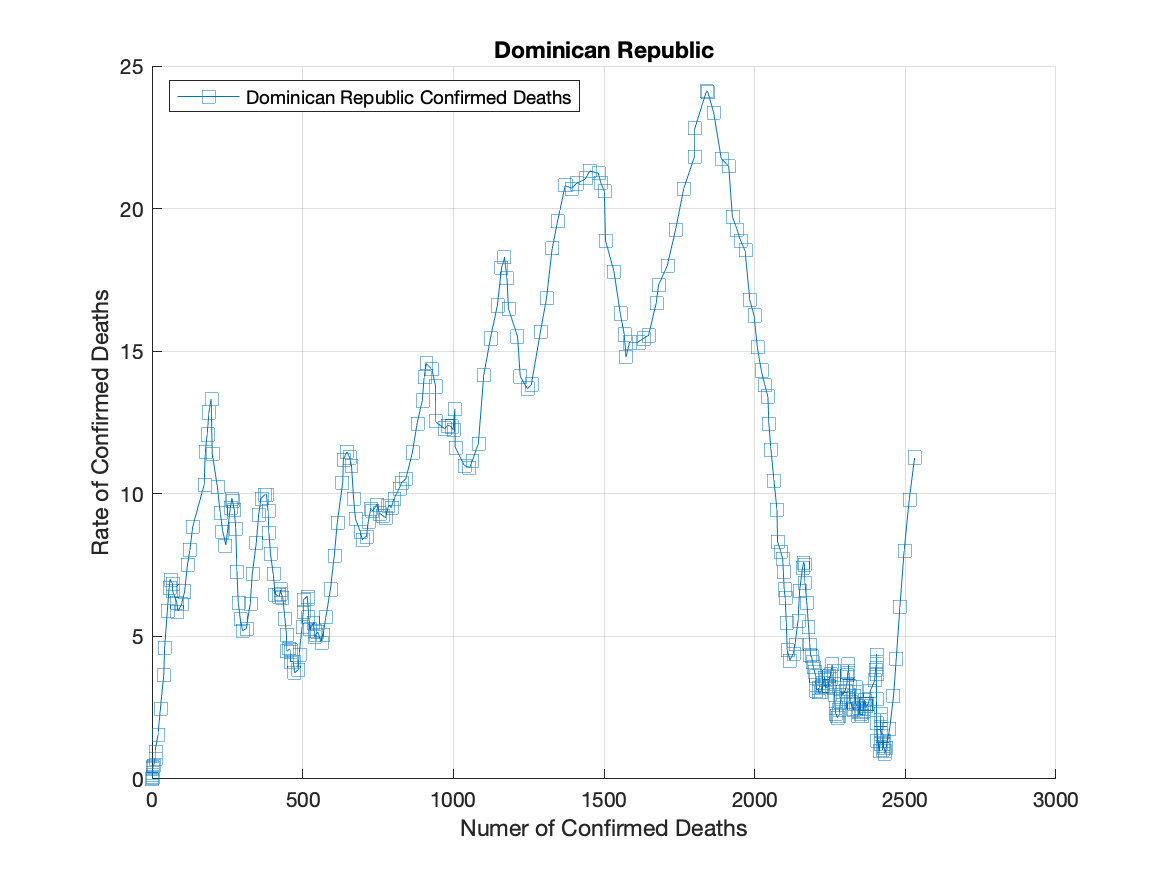 Dominican Republic
Dominican Republic Confirmed Deaths
25
20
15
10
5
0
Rate of Confirmed Deaths
0 500 1000 1500 2000 2500 3000
Numer of Confirmed Deaths